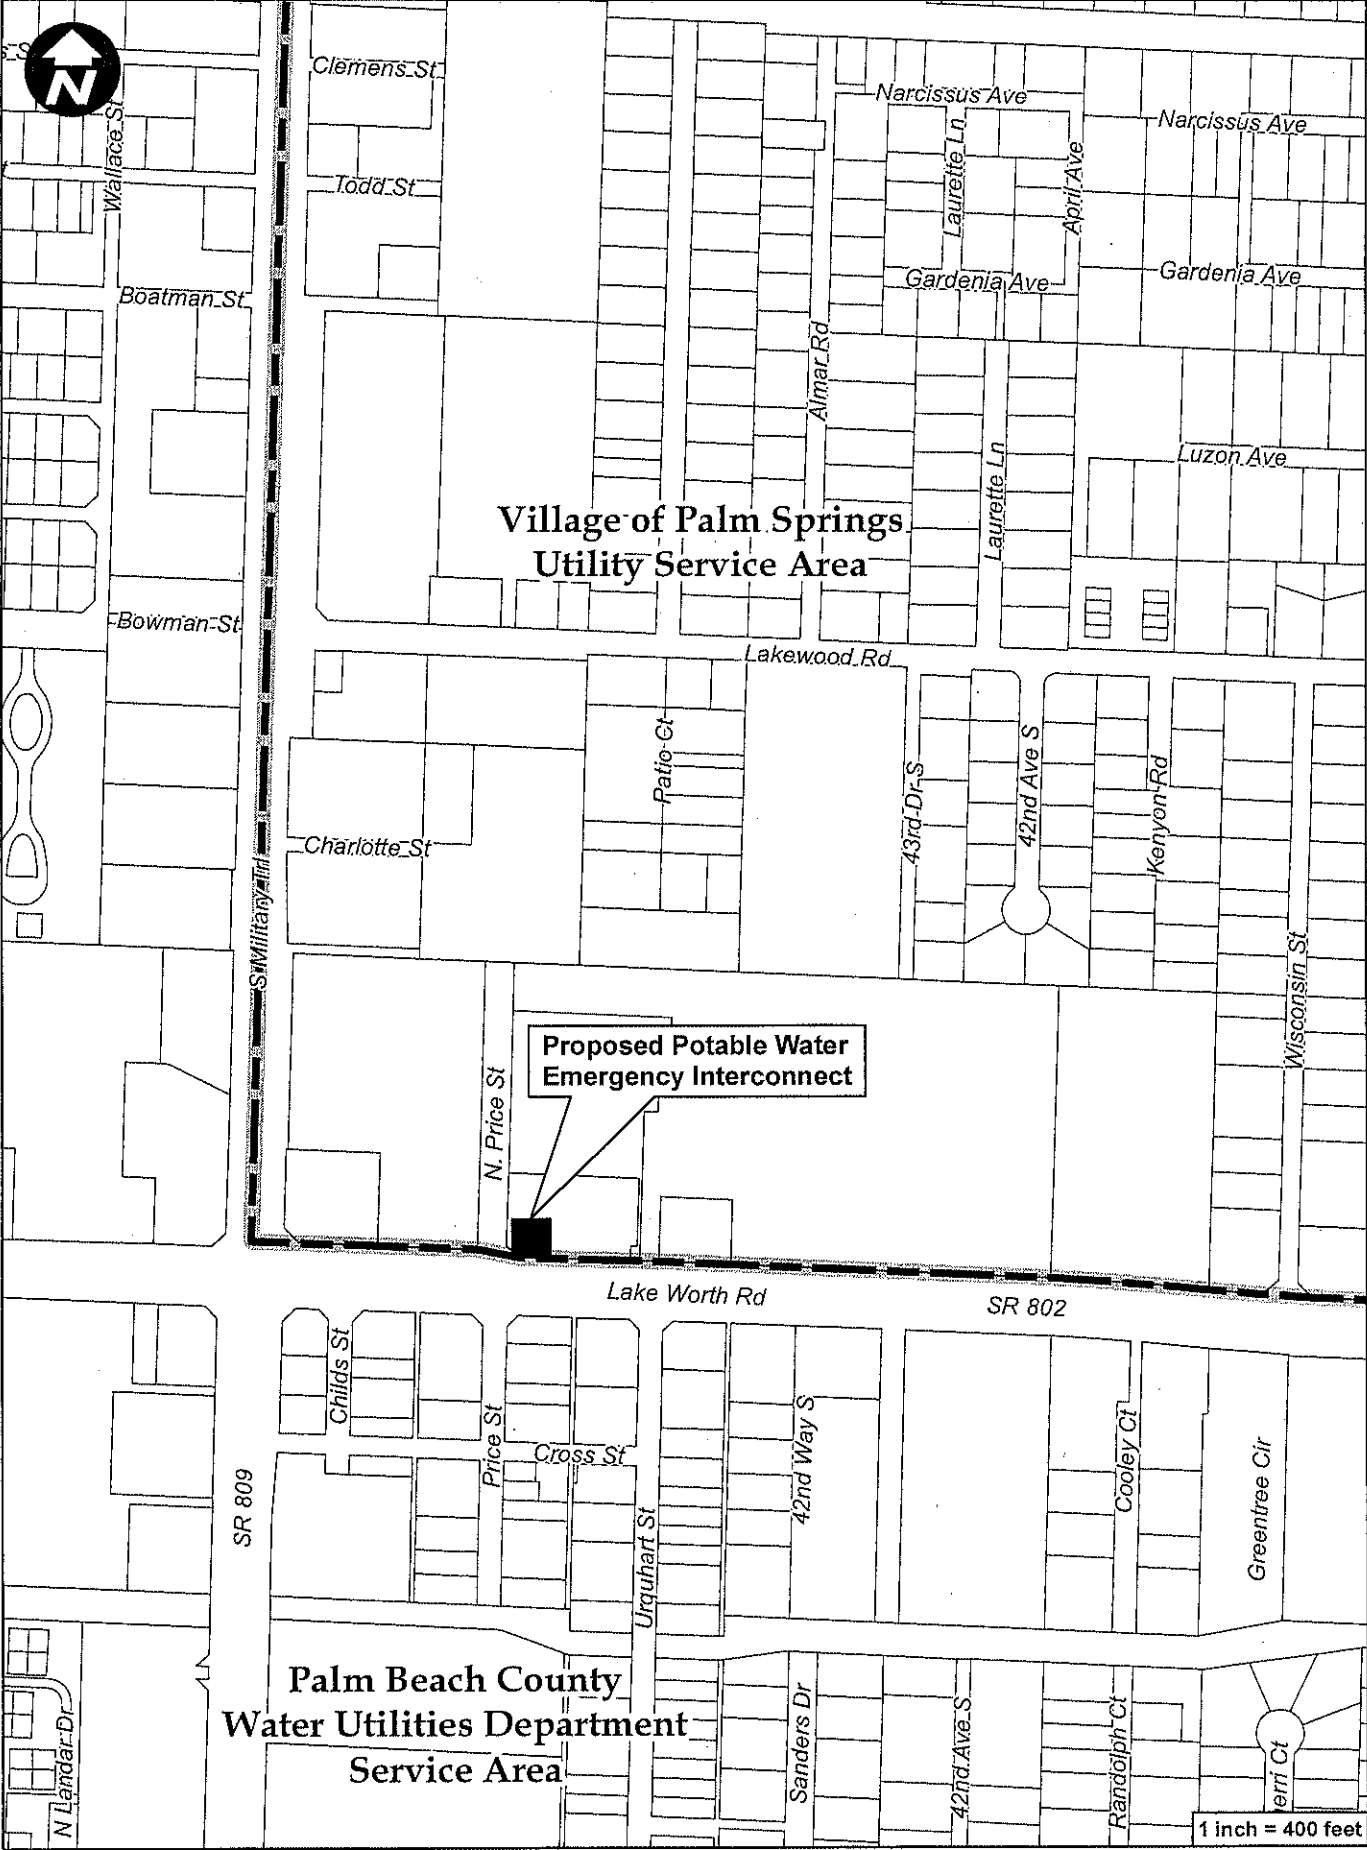 N
Clemens St
Narcissus Ave
Narcissus Ave
Wallace St
Laurette Ln
April Ave
Todd St
Gardenia Ave
Gardenia Ave
Boatman St
Almar Rd
Luzon Ave
Laurette Ln
Village of Palm Springs
Utility Service Area
Bowman St
Lakewood Rd
Patio Ct
43rd Dr S
42nd Ave S
Kenyon Rd
Charlotte St
S Military Trl
Wisconsin St
Proposed Potable Water
Emergency Interconnect
N. Price St
Lake Worth Rd
SR 802
Childs St
Price St
Cross St
42nd Way S
Cooley Ct
Greentree Cir
SR 809
Urquhart St
Palm Beach County
Water Utilities Department
Service Area
N Landar Dr
Sanders Dr
42nd Ave S
Randolph Ct
erri Ct
1 inch = 400 feet